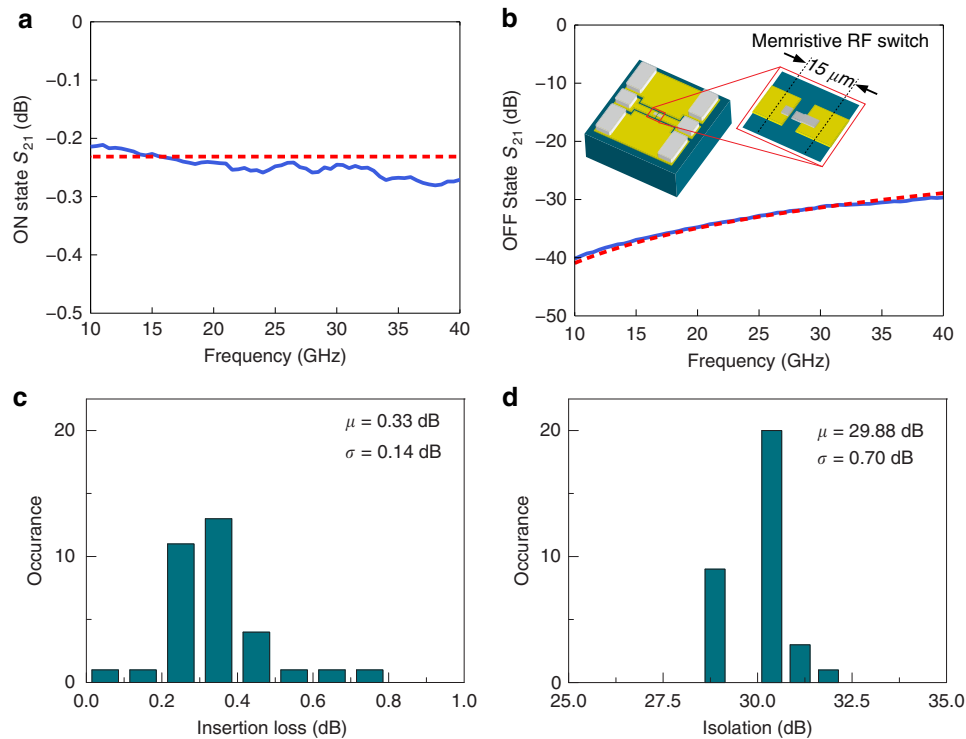 a
0
−0.1
−0.2
−0.3
−0.4
−0.5
ON state S21 (dB)
10 15 20 25 30 35 40
Frequency (GHz)
b
0
−10
−20
−30
−40
−50
OFF State S21 (dB)
Memristive RF switch
15 μm
10 15 20 25 30 35 40
Frequency (GHz)
c
μ = 0.33 dB
σ = 0.14 dB
20
10
0
Occurance
0.0 0.2 0.4 0.6 0.8 1.0
Insertion loss (dB)
d
μ = 29.88 dB
σ = 0.70 dB
20
10
0
Occurance
25.0 27.5 30.0 32.5 35.0
Isolation (dB)